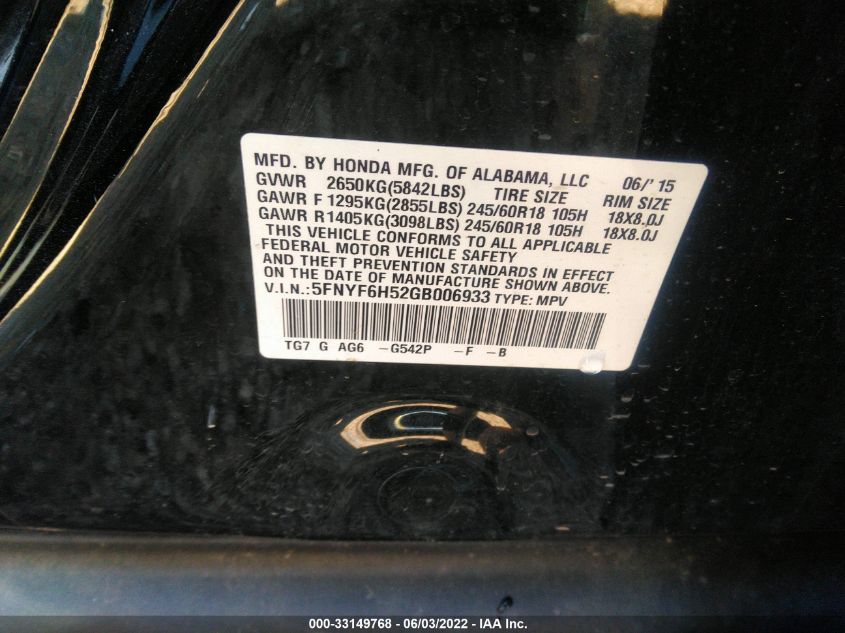 MFD. BY HONDA MFG. OF ALABAMA, LLC 06/'15
GVWR 2650KG(5842LBS) TIRE SIZE RIM SIZE
GAWR F 1295KG(2855LBS) 245/60R18 105H 18X8.0J
GAWR R1405KG(3098LBS) 245/60R18 105H 18X8.0J
THIS VEHICLE CONFORMS TO ALL APPLICABLE
FEDERAL MOTOR VEHICLE SAFETY
AND THEFT PREVENTION STANDARDS IN EFFECT
ON THE DATE OF MANUFACTURE SHOWN ABOVE.
V.I.N.:5FNYF6H52GB006933 TYPE: MPV
TG7 G AG6 -G542P -F -B
000-33149768 - 06/03/2022 - IAA Inc.